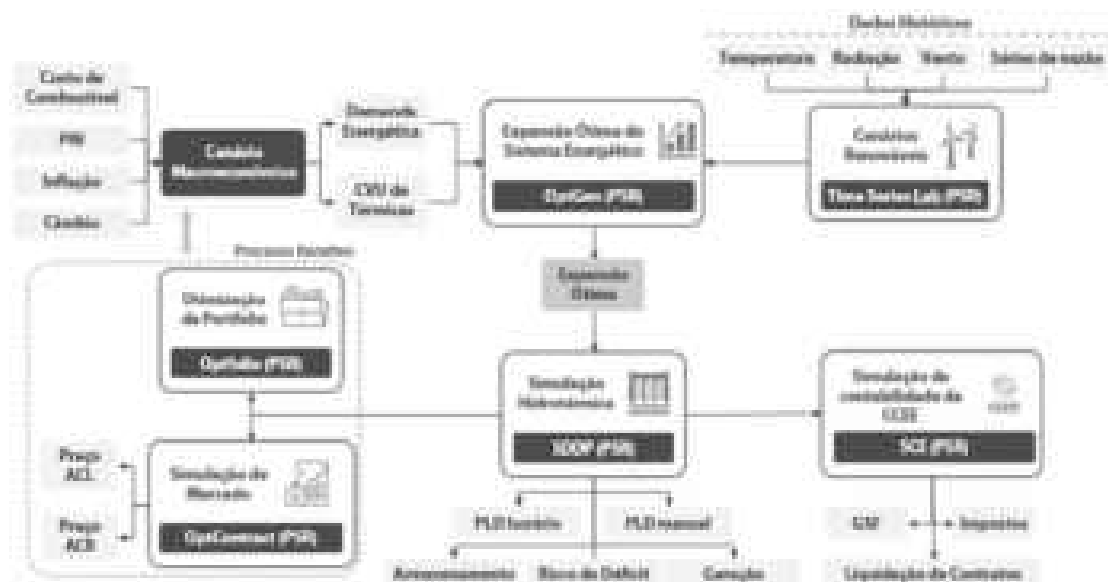 Dados Históricos
Temperatura
Radiação
Vento
Séries de vazão
Custo de
Combustível
PIB
Inflação
Câmbio
Cenário
Macroeconômico
Demanda
Energética
CVU de
Térmicas
Expansão Ótima do
Sistema Energético
OptGen (PSR)
Cenários
Renováveis
Time Series Lab (PSR)
Processo Iterativo
Expansão
Ótima
Otimização
de Portfolio
Optfolio (PSR)
Simulação
Hidrotérmica
SDDP (PSR)
Simulação de
contabilidade da
CCEE
SCE (PSR)
Preço
ACL
Preço
ACR
Simulação de
Mercado
OptContract (PSR)
PLD horário
PLD mensal
GSF
Impostos
Armazenamento
Risco de Déficit
Geração
Liquidação de Contratos